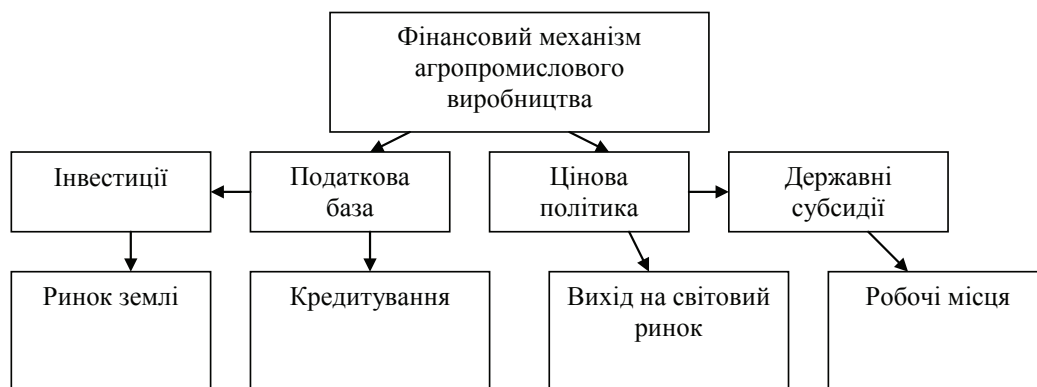 Фінансовий механізм
агропромислового
виробництва
Інвестиції
Податкова
база
Цінова
політика
Державні
субсидії
Ринок землі
Кредитування
Вихід на світовий
ринок
Робочі місця